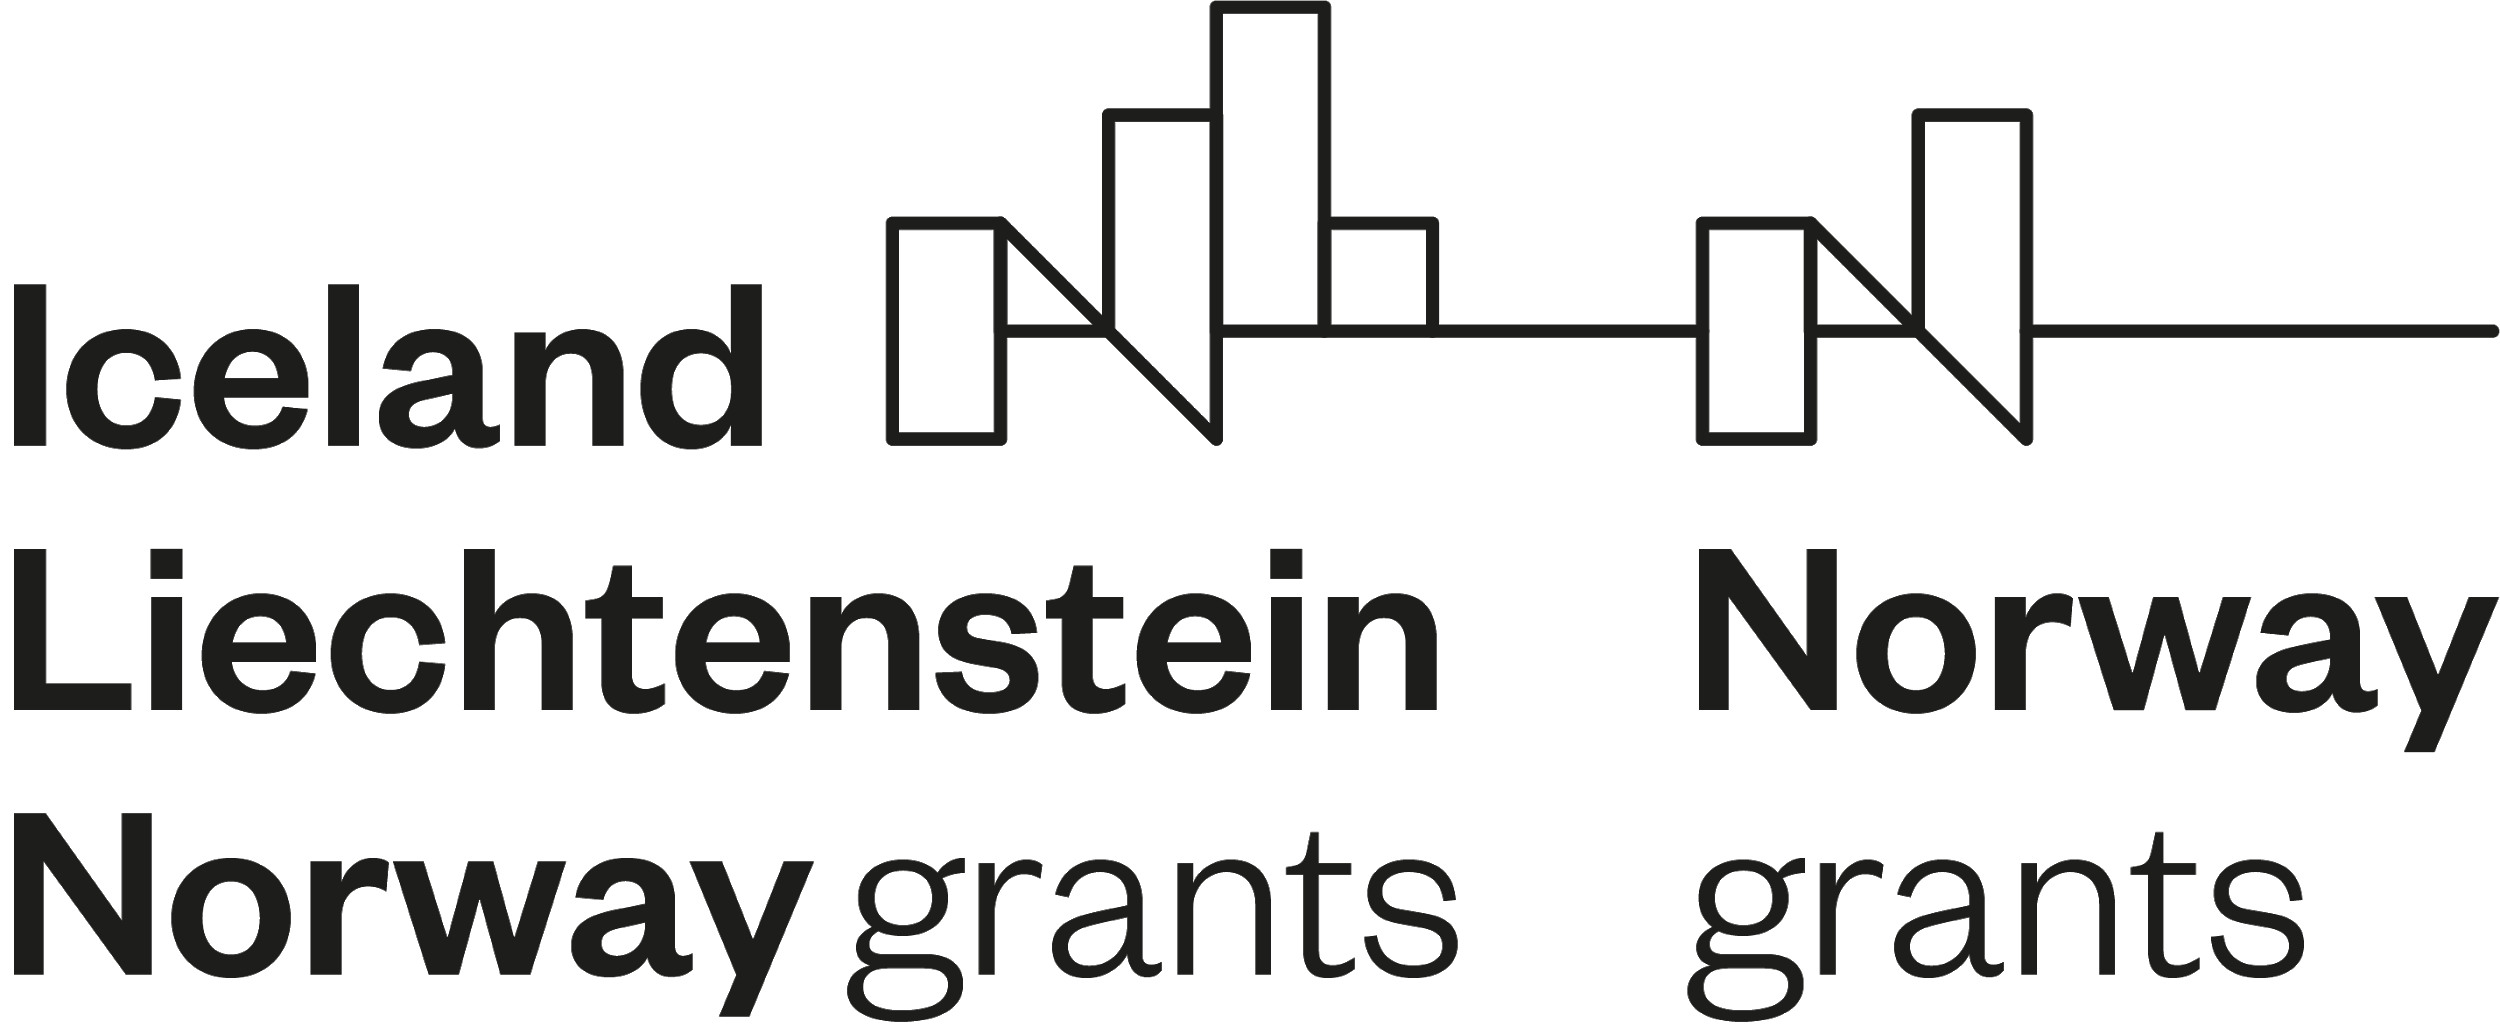 Iceland
Liechtenstein
Norway grants
Norway
grants